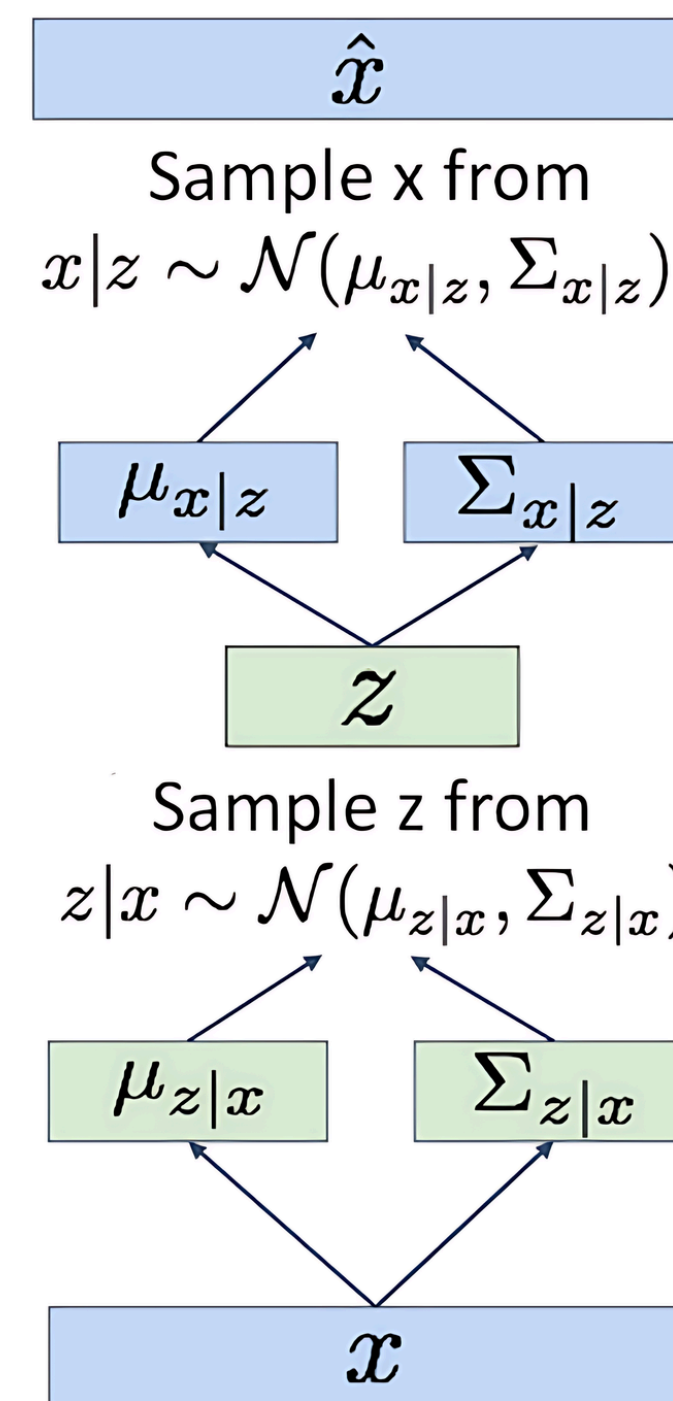 x̂
Sample x from
x|z ∼ 𝒩(μ_{x|z}, Σ_{x|z})
μ_{x|z} Σ_{x|z}
z
Sample z from
z|x ∼ 𝒩(μ_{z|x}, Σ_{z|x})
μ_{z|x} Σ_{z|x}
x